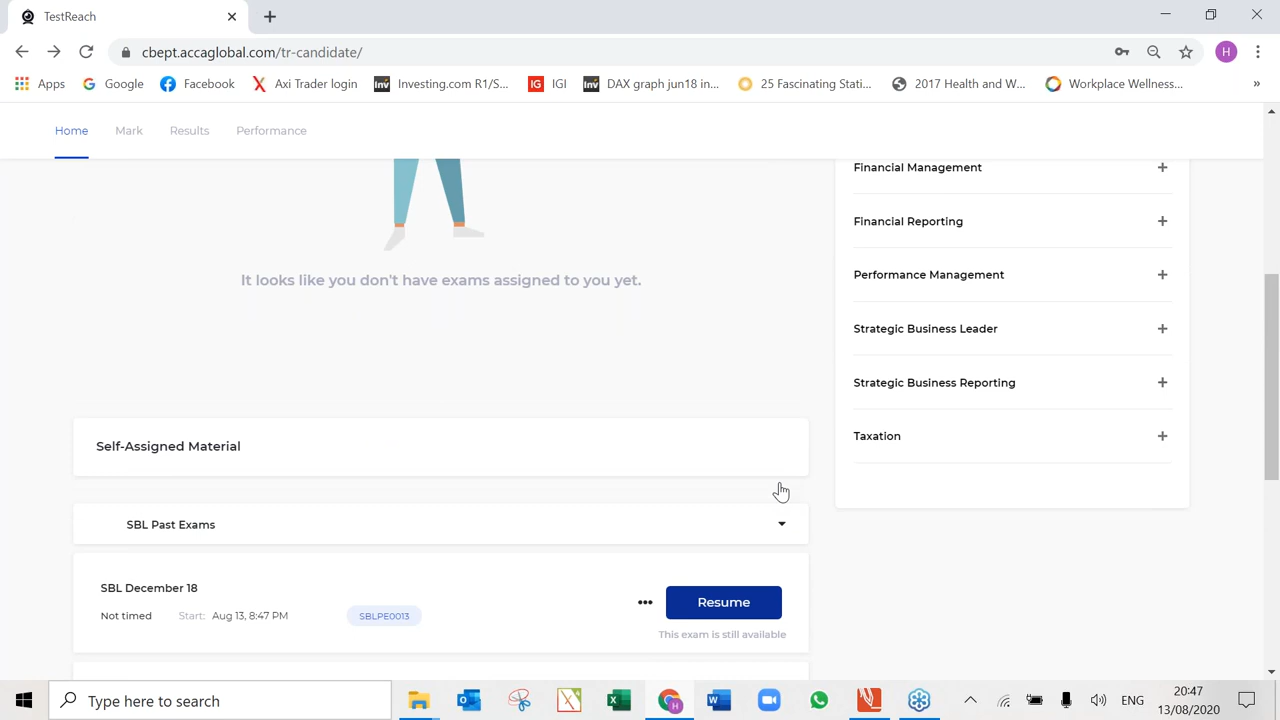 TestReach
cbept.accaglobal.com/tr-candidate/
H
Apps Google Facebook Axi Trader login Investing.com R1/S... IGI DAX graph jun18 in... 25 Fascinating Stati... 2017 Health and W... Workplace Wellness... »
Home Mark Results Performance
Financial Management
Financial Reporting
Performance Management
Strategic Business Leader
Strategic Business Reporting
Taxation
It looks like you don't have exams assigned to you yet.
Self-Assigned Material
SBL Past Exams
SBL December 18
Not timed Start: Aug 13, 8:47 PM SBLPE0013
Resume
This exam is still available
Type here to search
ENG
20:47
13/08/2020